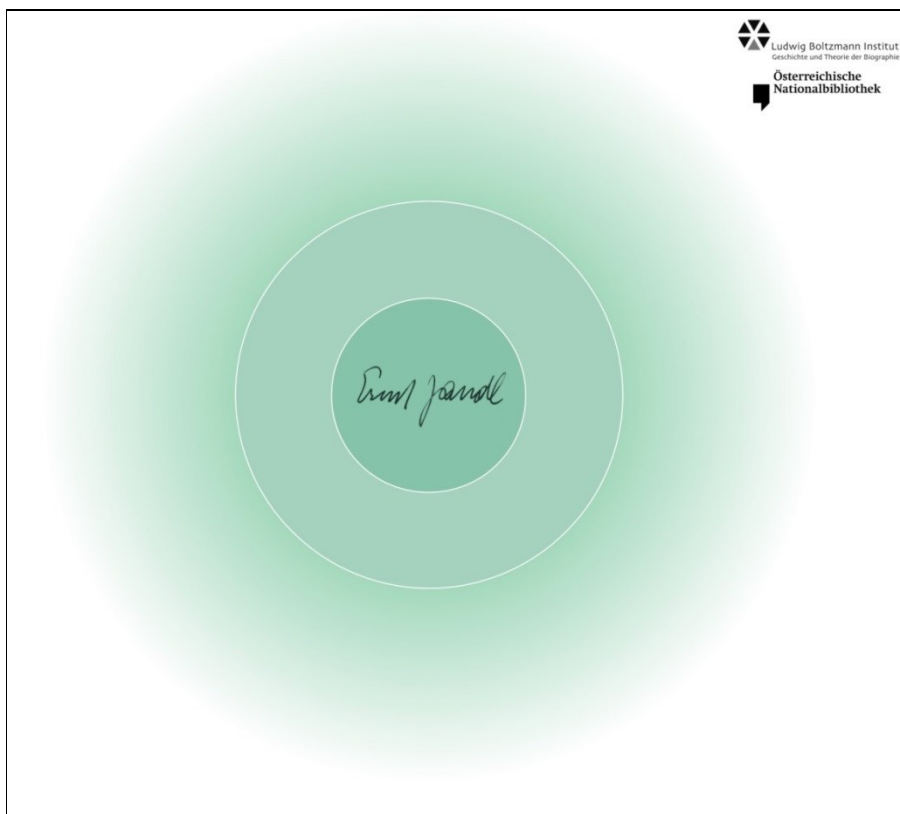 Ludwig Boltzmann Institut
Geschichte und Theorie der Biographie
Österreichische
Nationalbibliothek
Ernst Jandl